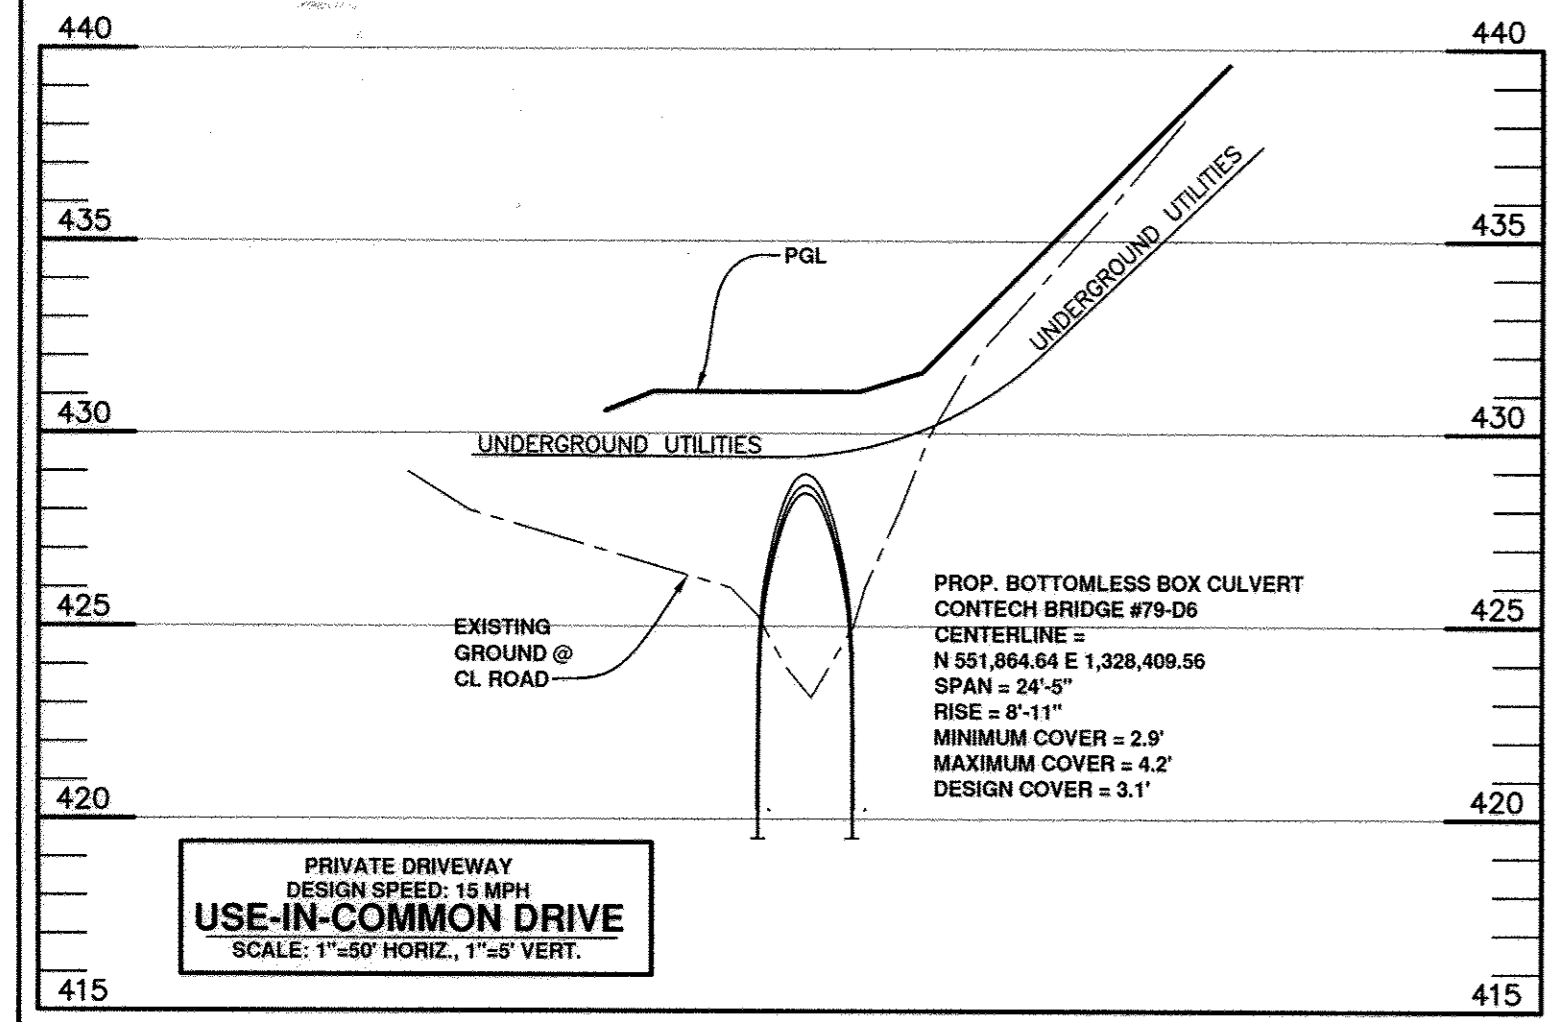 440
440
435
435
PGL
UNDERGROUND UTILITIES
430
430
UNDERGROUND UTILITIES
425
425
EXISTING
GROUND @
CL ROAD
PROP. BOTTOMLESS BOX CULVERT
CONTECH BRIDGE #79-D6
CENTERLINE =
N 551,864.64 E 1,328,409.56
SPAN = 24'-5"
RISE = 8'-11"
MINIMUM COVER = 2.9'
MAXIMUM COVER = 4.2'
DESIGN COVER = 3.1'
420
420
PRIVATE DRIVEWAY
DESIGN SPEED: 15 MPH
USE-IN-COMMON DRIVE
SCALE: 1"=50' HORIZ., 1"=5' VERT.
415
415